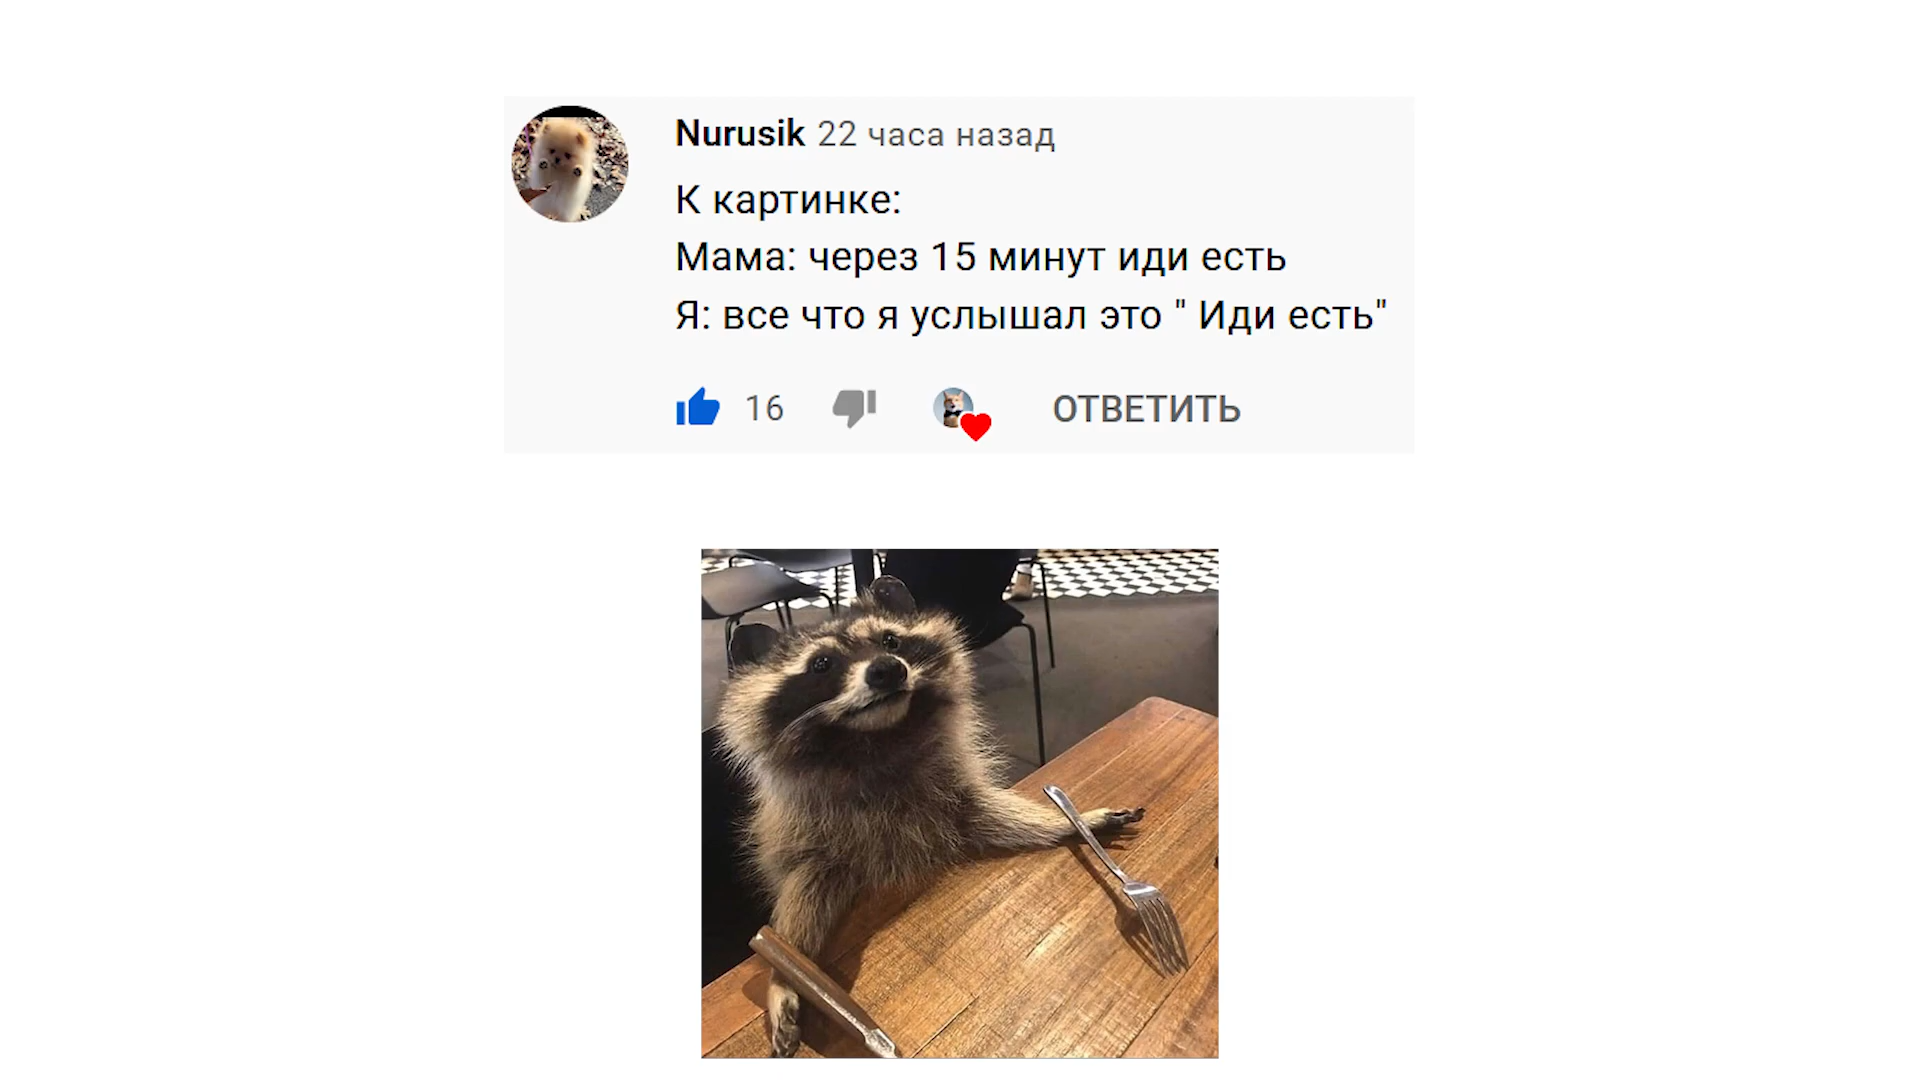 Nurusik 22 часа назад
К картинке:
Мама: через 15 минут иди есть
Я: все что я услышал это " Иди есть"
16 ОТВЕТИТЬ